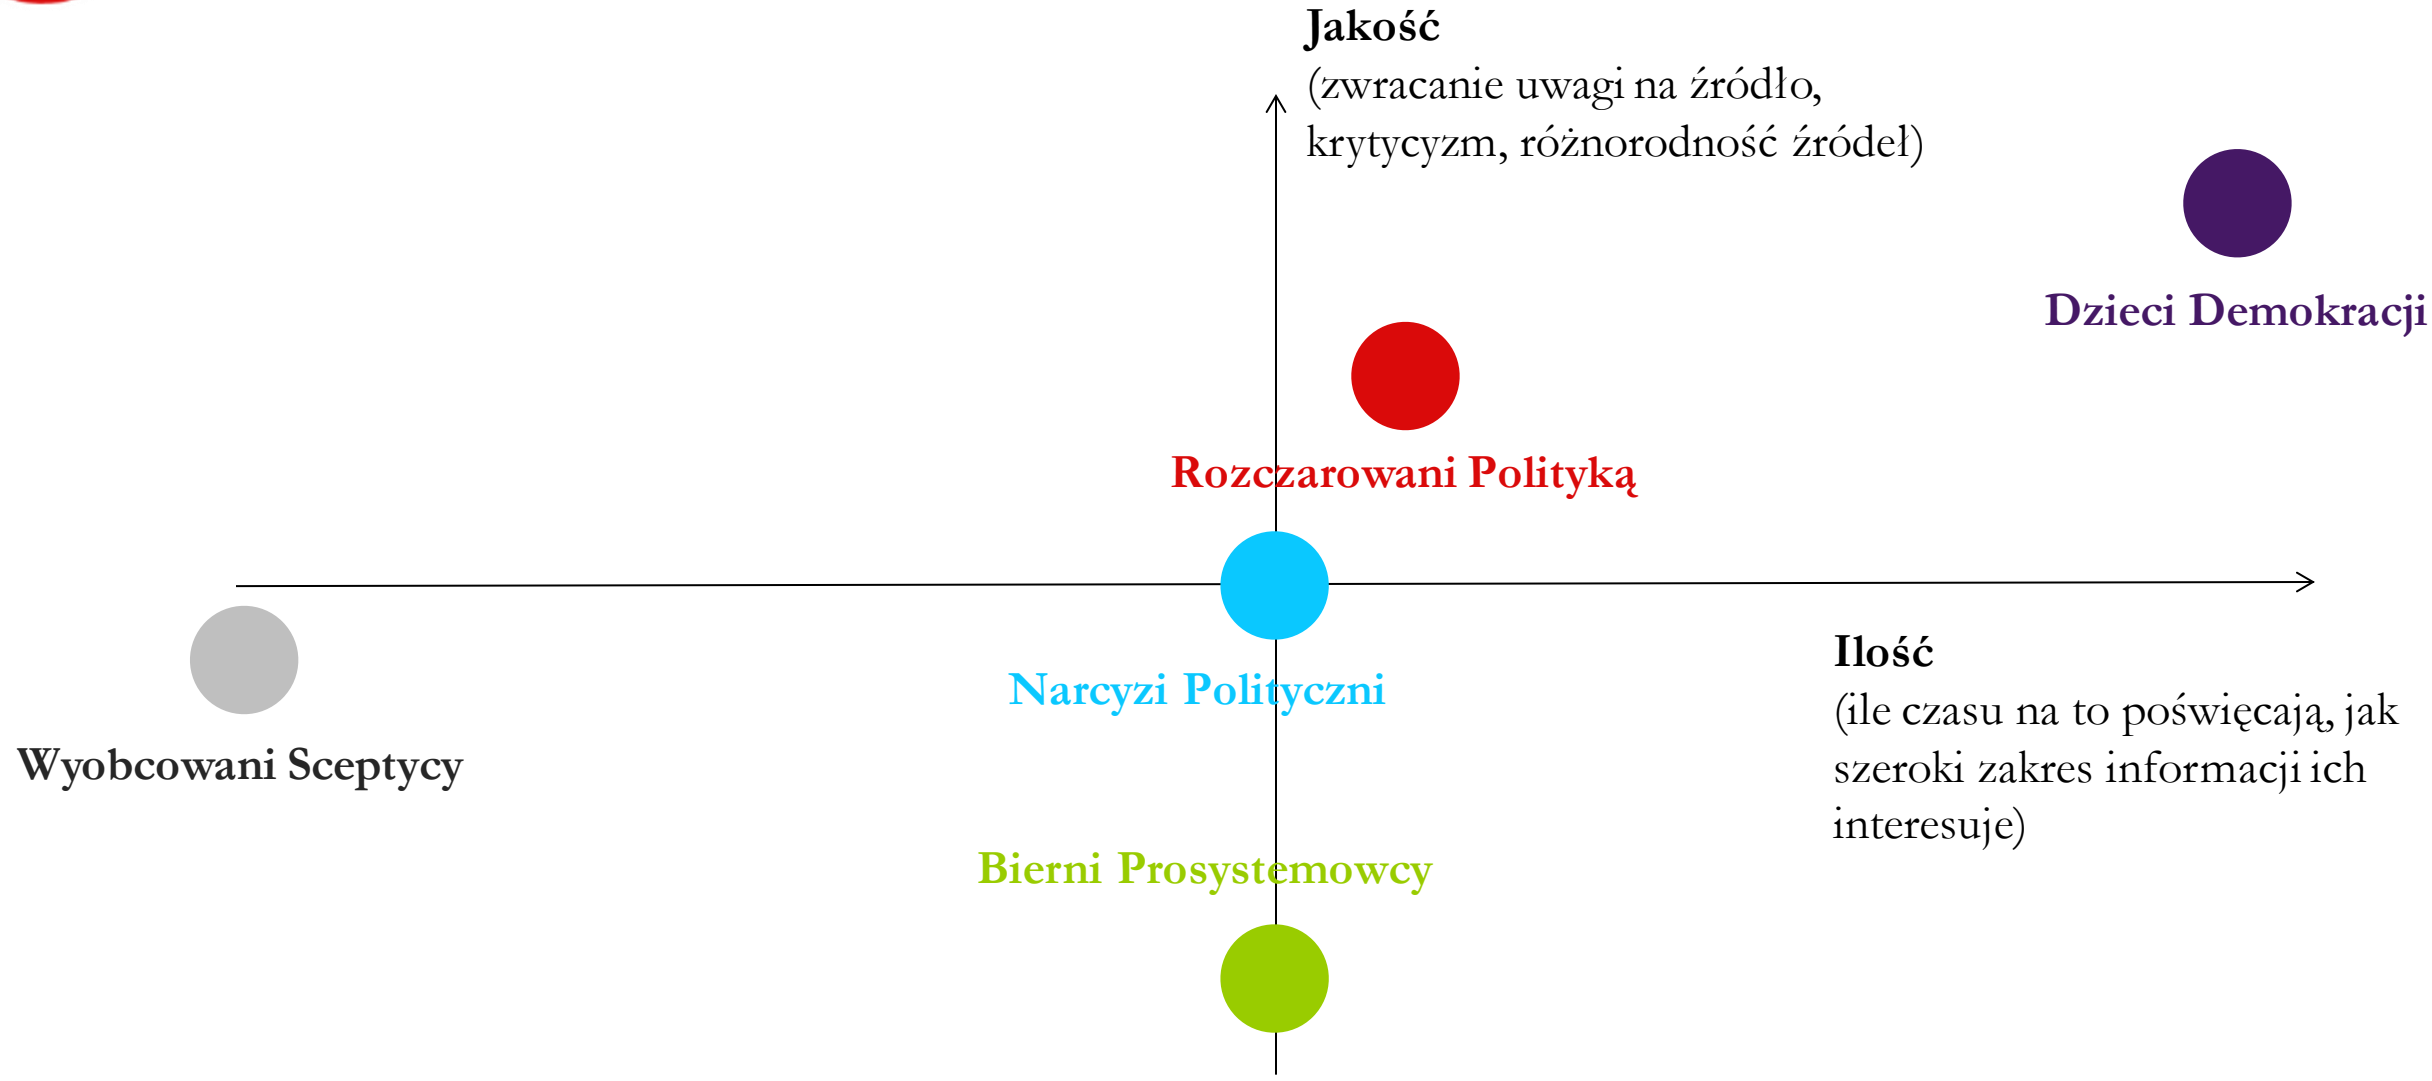 Jakość
(zwracanie uwagi na źródło,
krytycyzm, różnorodność źródeł)
Dzieci Demokracji
Rozczarowani Polityką
Narcyzi Polityczni
Ilość
(ile czasu na to poświęcają, jak
szeroki zakres informacji ich
interesuje)
Wyobcowani Sceptycy
Bierni Prosystemowcy